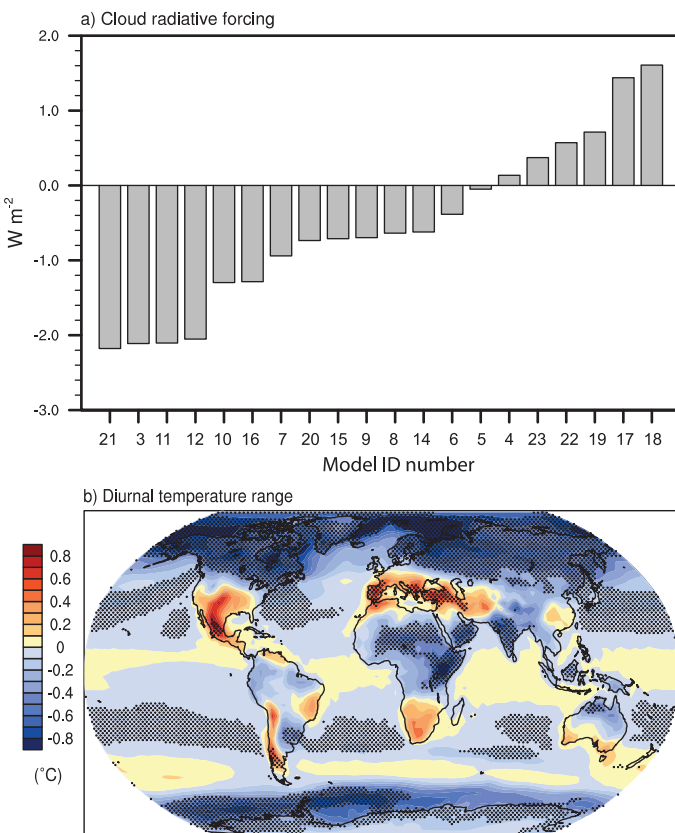 a) Cloud radiative forcing
2.0
1.0
0.0
-1.0
-2.0
-3.0
W m-2
21 3 11 12 10 16 7 20 15 9 8 14 6 5 4 23 22 19 17 18
Model ID number
b) Diurnal temperature range
0.8
0.6
0.4
0.2
0
-0.2
-0.4
-0.6
-0.8
(˚C)